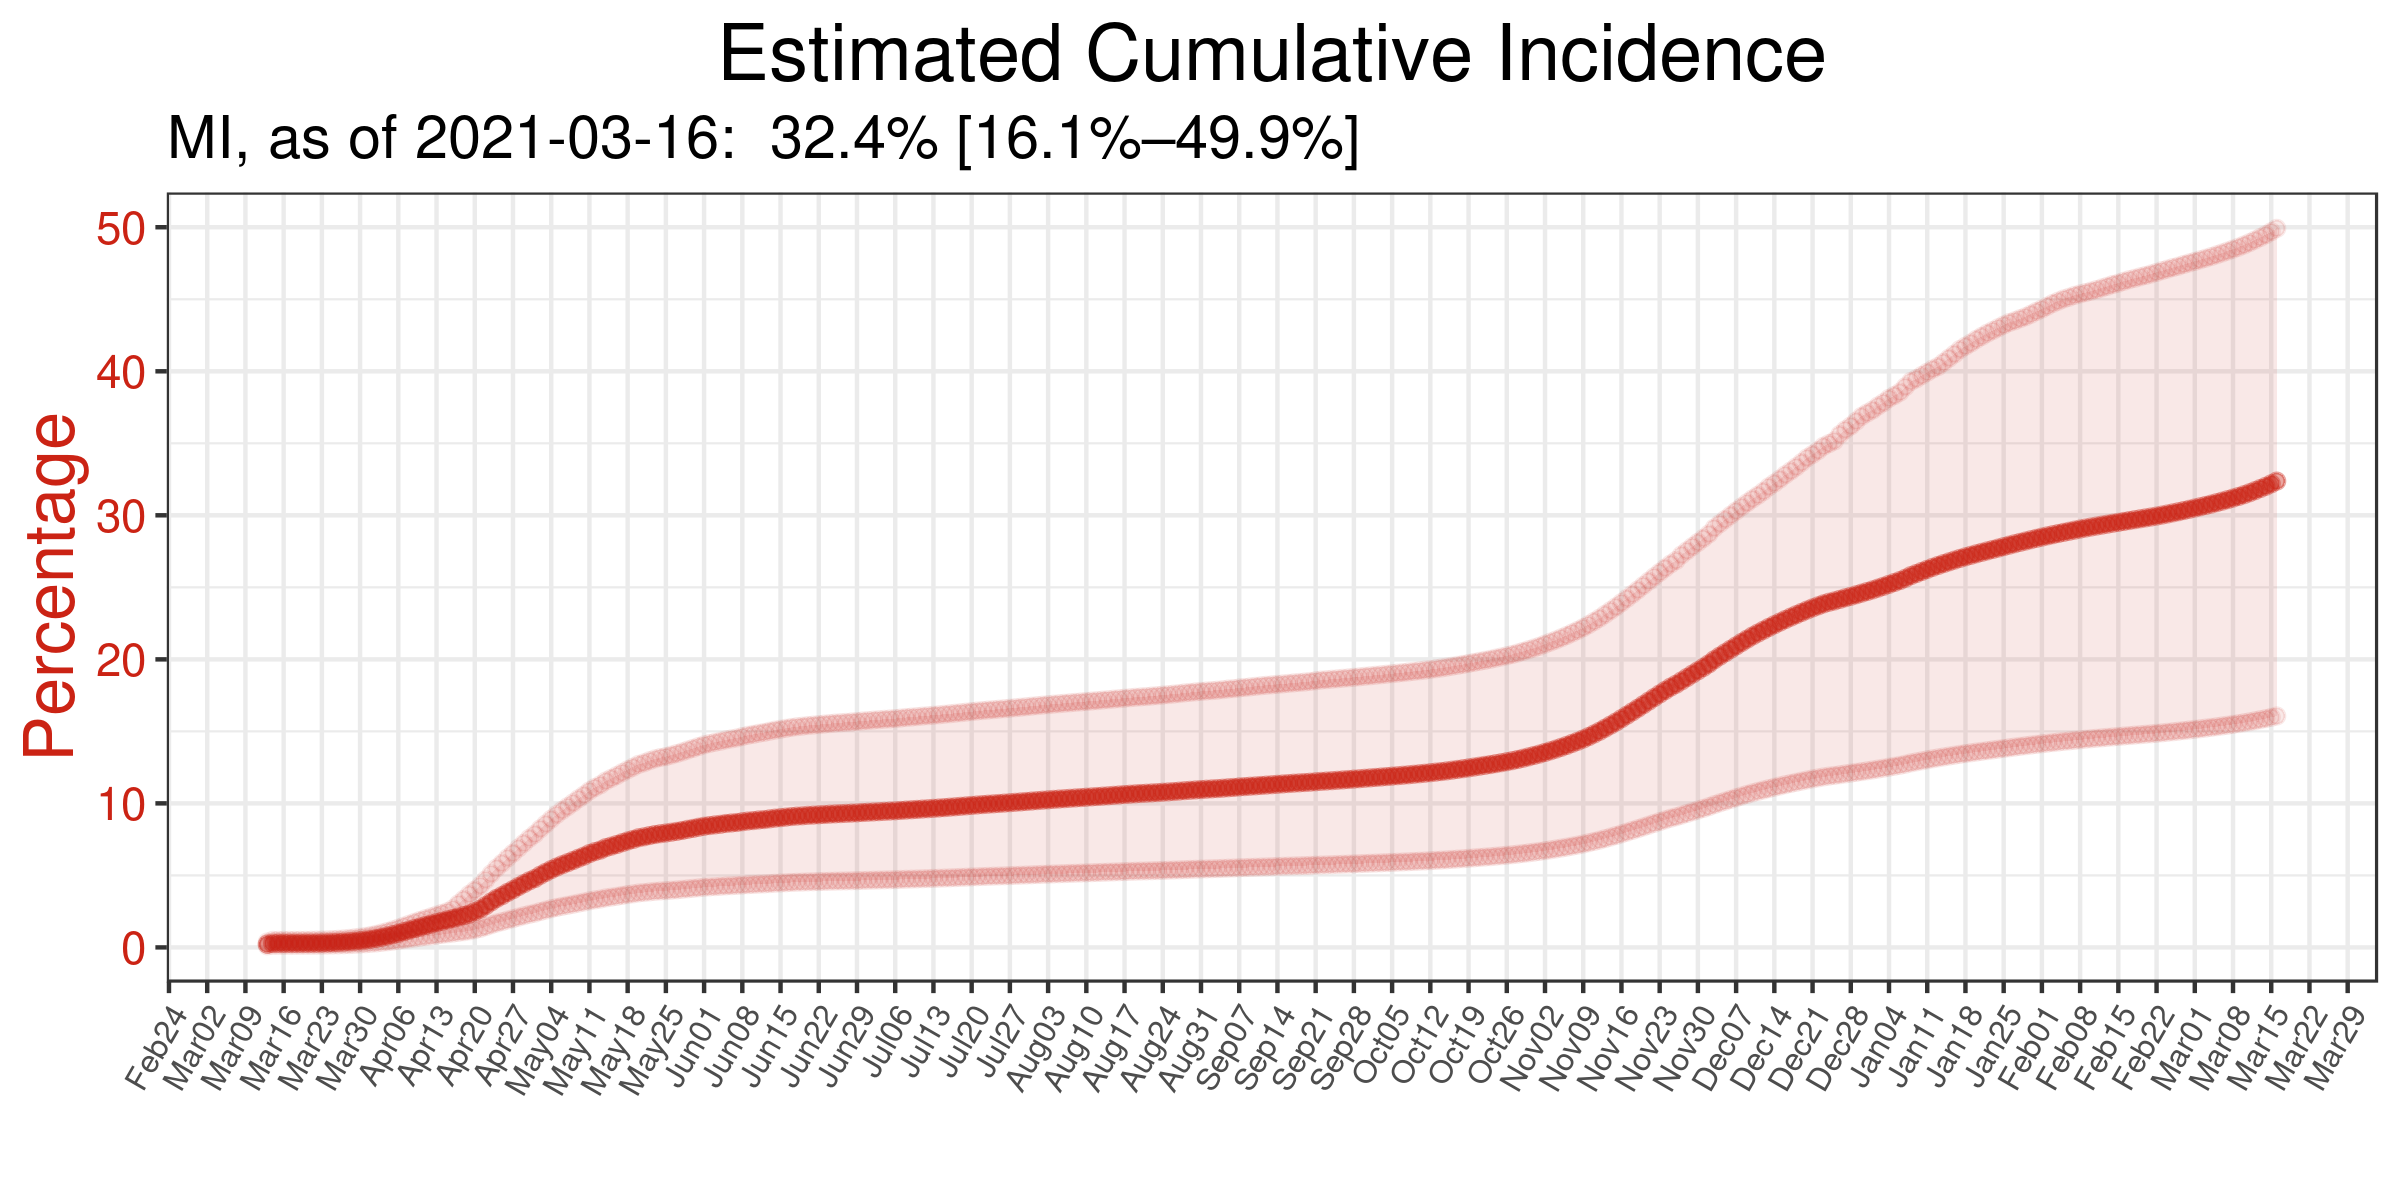 Estimated Cumulative Incidence
MI, as of 2021-03-16:  32.4% [16.1%–49.9%]
Percentage
50
40
30
20
10
0
Feb24
Mar02
Mar09
Mar16
Mar23
Mar30
Apr06
Apr13
Apr20
Apr27
May04
May11
May18
May25
Jun01
Jun08
Jun15
Jun22
Jun29
Jul06
Jul13
Jul20
Jul27
Aug03
Aug10
Aug17
Aug24
Aug31
Sep07
Sep14
Sep21
Sep28
Oct05
Oct12
Oct19
Oct26
Nov02
Nov09
Nov16
Nov23
Nov30
Dec07
Dec14
Dec21
Dec28
Jan04
Jan11
Jan18
Jan25
Feb01
Feb08
Feb15
Feb22
Mar01
Mar08
Mar15
Mar22
Mar29